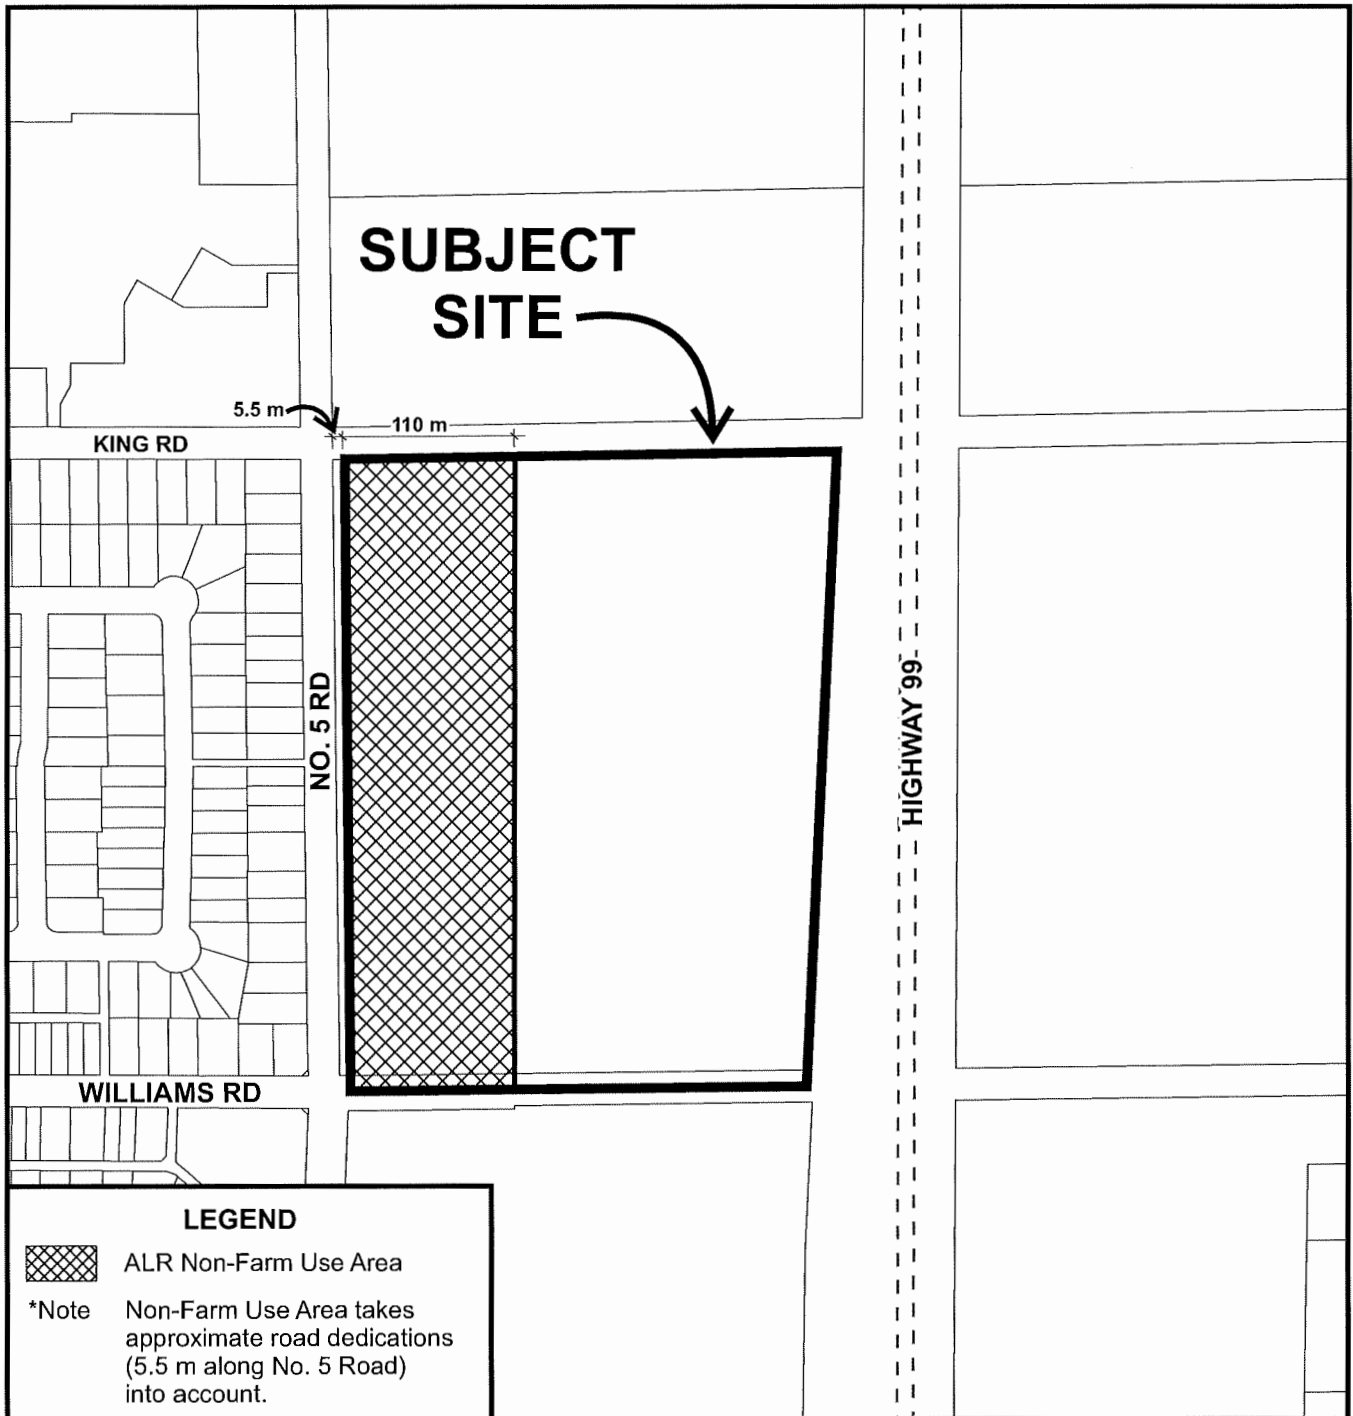 SUBJECT
SITE
5.5 m
110 m
KING RD
NO. 5 RD
HIGHWAY 99
WILLIAMS RD
LEGEND
ALR Non-Farm Use Area
*Note Non-Farm Use Area takes
approximate road dedications
(5.5 m along No. 5 Road)
into account.